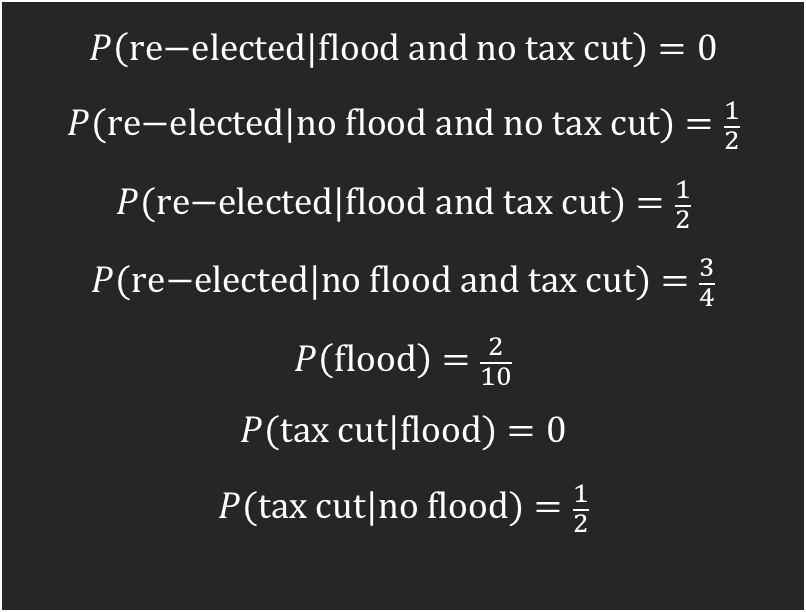 P(re−elected|flood and no tax cut) = 0
P(re−elected|no flood and no tax cut) = 1/2
P(re−elected|flood and tax cut) = 1/2
P(re−elected|no flood and tax cut) = 3/4
P(flood) = 2/10
P(tax cut|flood) = 0
P(tax cut|no flood) = 1/2